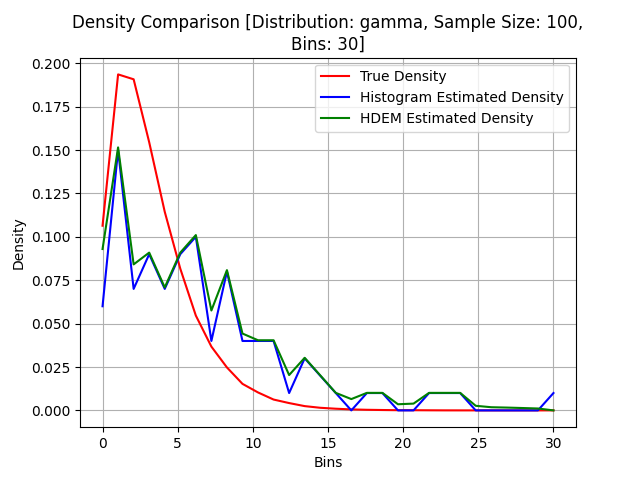 Density Comparison [Distribution: gamma, Sample Size: 100,
Bins: 30]
True Density
Histogram Estimated Density
HDEM Estimated Density
Density
0.200
0.175
0.150
0.125
0.100
0.075
0.050
0.025
0.000
0 5 10 15 20 25 30
Bins